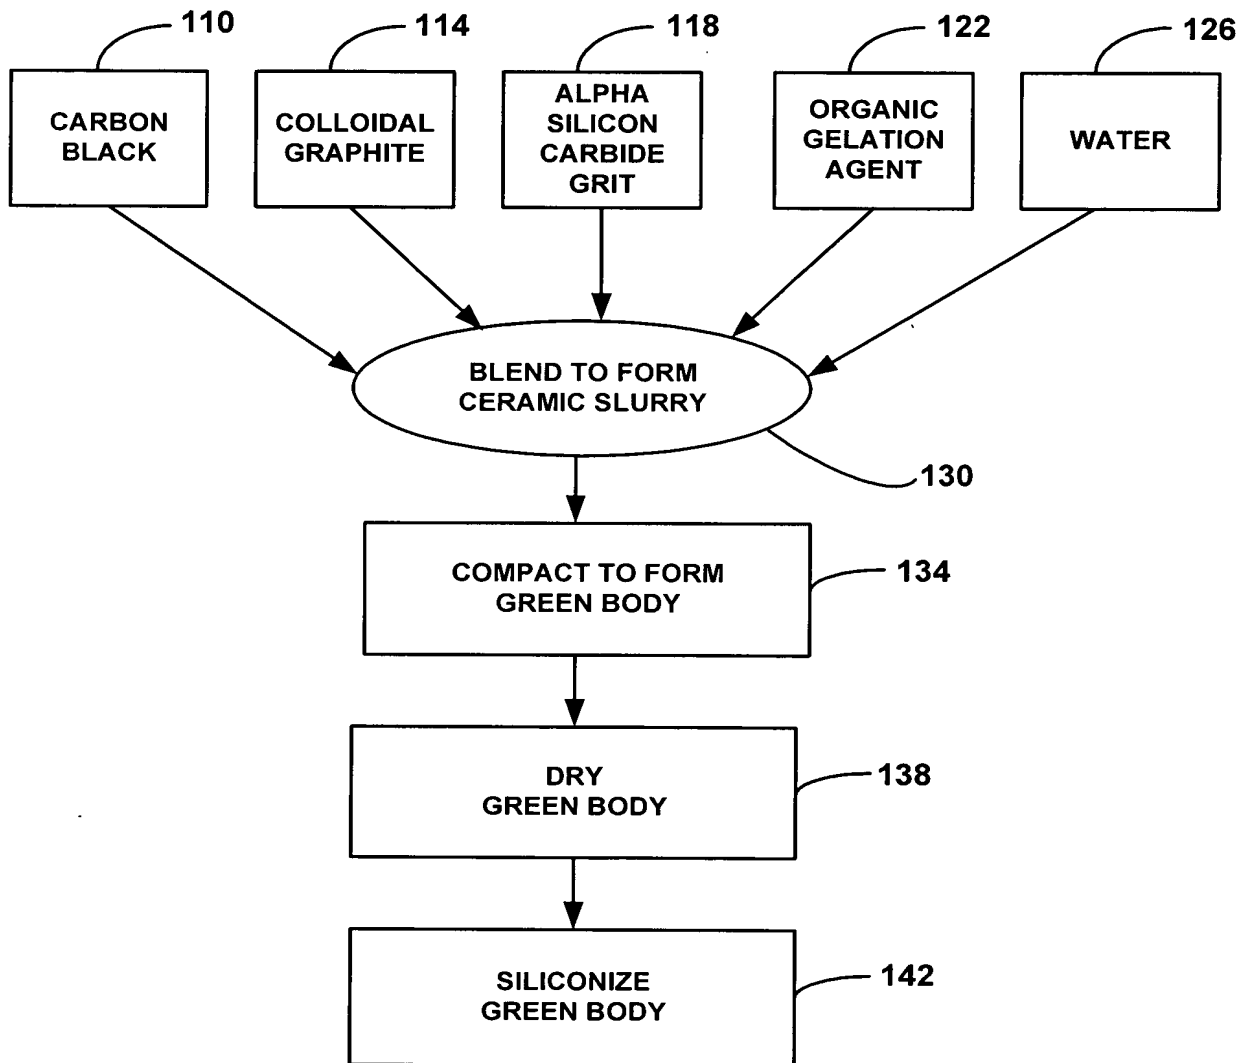 110
114
118
122
126
CARBON
BLACK
COLLOIDAL
GRAPHITE
ALPHA
SILICON
CARBIDE
GRIT
ORGANIC
GELATION
AGENT
WATER
BLEND TO FORM
CERAMIC SLURRY
130
COMPACT TO FORM
GREEN BODY
134
DRY
GREEN BODY
138
SILICONIZE
GREEN BODY
142